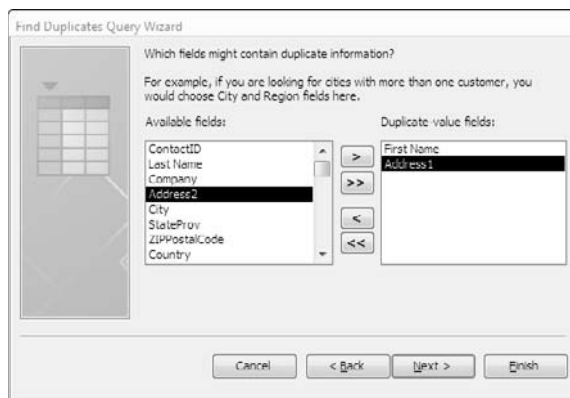 Find Duplicates Query Wizard
Which fields might contain duplicate information?
For example, if you are looking for cities with more than one customer, you
would choose City and Region fields here.
Available fields:
Duplicate-value fields:
ContactID
Last Name
Company
Address2
City
StateProv
ZIPPostalCode
Country
>
>>
<
<<
First Name
Address1
Cancel
< Back
Next >
Finish